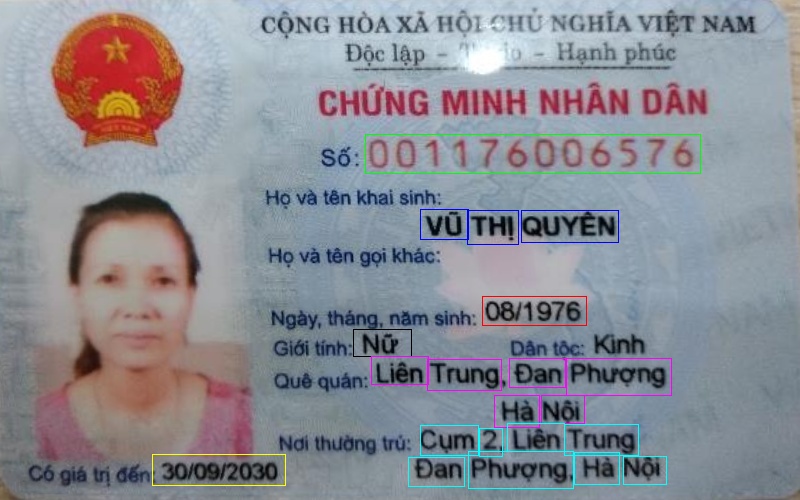 CỘNG HÒA XÃ HỘI CHỦ NGHĨA VIỆT NAM
Độc lập - Tự do - Hạnh phúc
CHỨNG MINH NHÂN DÂN
Số: 001176006576
Họ và tên khai sinh:
VŨ THỊ QUYÊN
Họ và tên gọi khác:
Ngày, tháng, năm sinh: 08/1976
Giới tính: Nữ Dân tộc: Kinh
Quê quán: Liên Trung, Đan Phượng
Hà Nội
Nơi thường trú: Cụm 2, Liên Trung
Đan Phượng, Hà Nội
Có giá trị đến: 30/09/2030